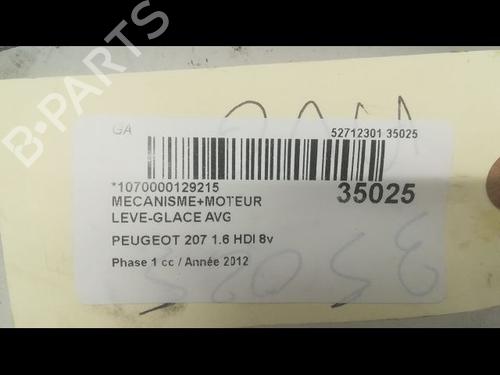 B-PARTS
GA
52712301 35025
*1070000129215
35025
MECANISME+MOTEUR
LEVE-GLACE AVG
PEUGEOT 207 1.6 HDI 8v
Phase 1 cc / Année 2012